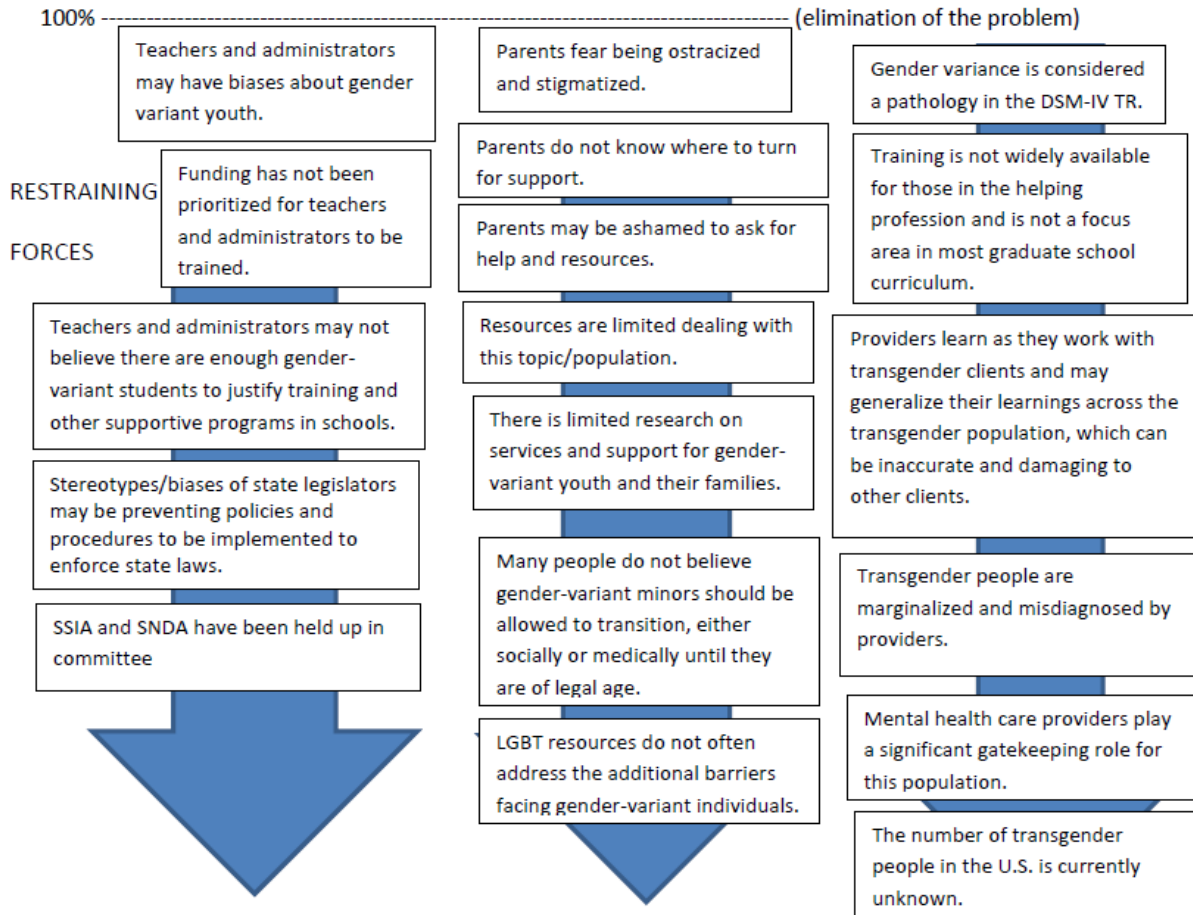 100% ------------------------------------------------------------------------------------- (elimination of the problem)
RESTRAINING
FORCES
Teachers and administrators
may have biases about gender
variant youth.
Funding has not been
prioritized for teachers
and administrators to be
trained.
Teachers and administrators may not
believe there are enough gender-
variant students to justify training and
other supportive programs in schools.
Stereotypes/biases of state legislators
may be preventing policies and
procedures to be implemented to
enforce state laws.
SSIA and SNDA have been held up in
committee
Parents fear being ostracized
and stigmatized.
Parents do not know where to turn
for support.
Parents may be ashamed to ask for
help and resources.
Resources are limited dealing with
this topic/population.
There is limited research on
services and support for gender-
variant youth and their families.
Many people do not believe
gender-variant minors should be
allowed to transition, either
socially or medically until they
are of legal age.
LGBT resources do not often
address the additional barriers
facing gender-variant individuals.
Gender variance is considered
a pathology in the DSM-IV TR.
Training is not widely available
for those in the helping
profession and is not a focus
area in most graduate school
curriculum.
Providers learn as they work with
transgender clients and may
generalize their learnings across the
transgender population, which can
be inaccurate and damaging to
other clients.
Transgender people are
marginalized and misdiagnosed by
providers.
Mental health care providers play
a significant gatekeeping role for
this population.
The number of transgender
people in the U.S. is currently
unknown.